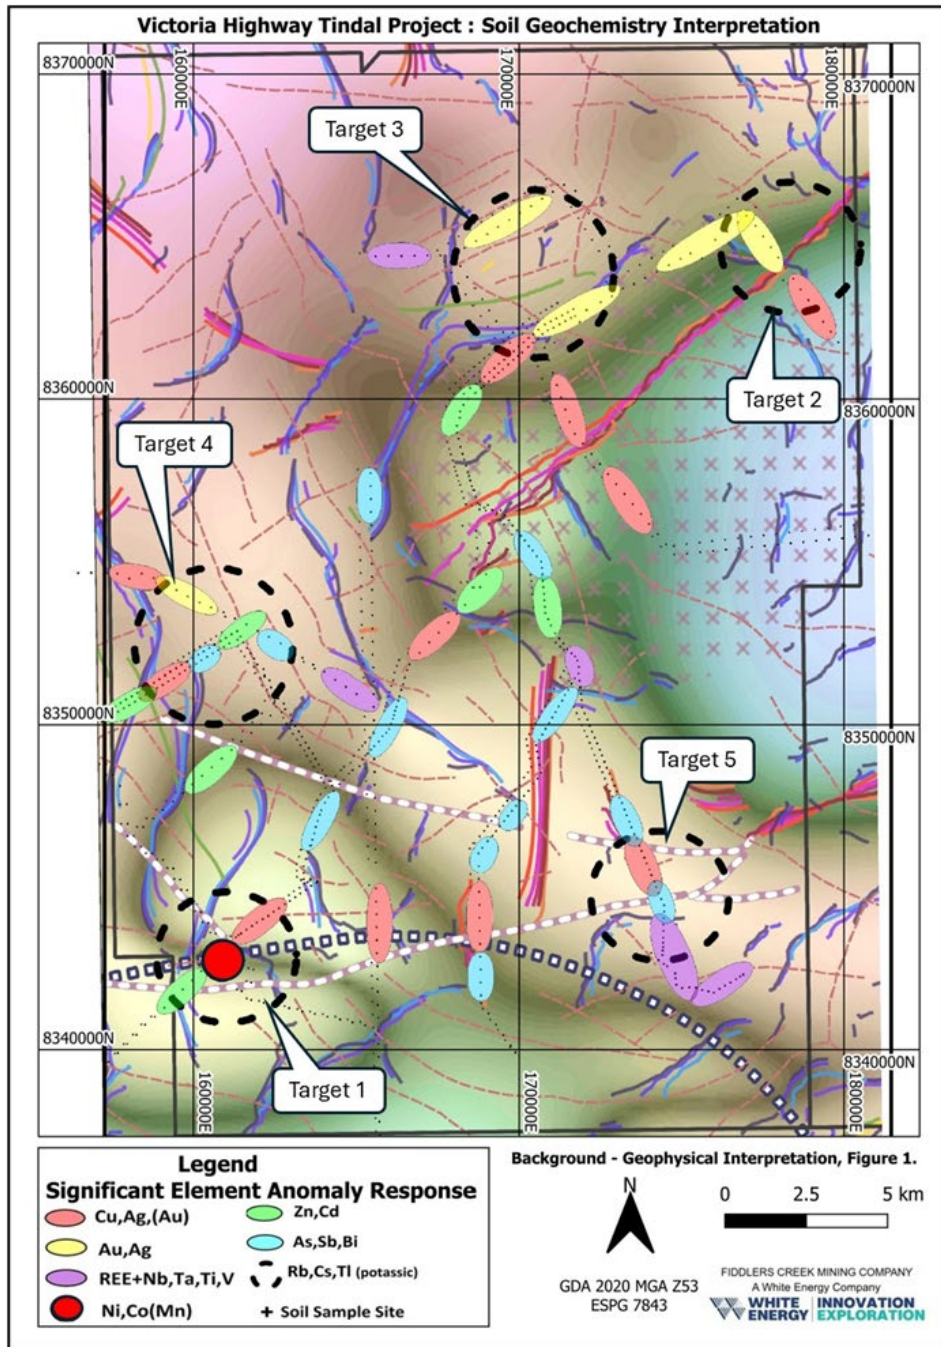 Victoria Highway Tindal Project : Soil Geochemistry Interpretation
8370000N
160000E
170000E
180000E
8370000N
Target 3
Target 2
8360000N
8360000N
Target 4
8350000N
8350000N
Target 5
8340000N
8340000N
160000E
170000E
180000E
Target 1
Legend
Significant Element Anomaly Response
Cu,Ag,(Au)
Zn,Cd
Au,Ag
As,Sb,Bi
REE+Nb,Ta,Ti,V
Rb,Cs,Tl (potassic)
Ni,Co(Mn)
Soil Sample Site
Background - Geophysical Interpretation, Figure 1.
N
0 2.5 5 km
GDA 2020 MGA Z53
ESPG 7843
FIDDLERS CREEK MINING COMPANY
A White Energy Company
WHITE ENERGY
INNOVATION EXPLORATION